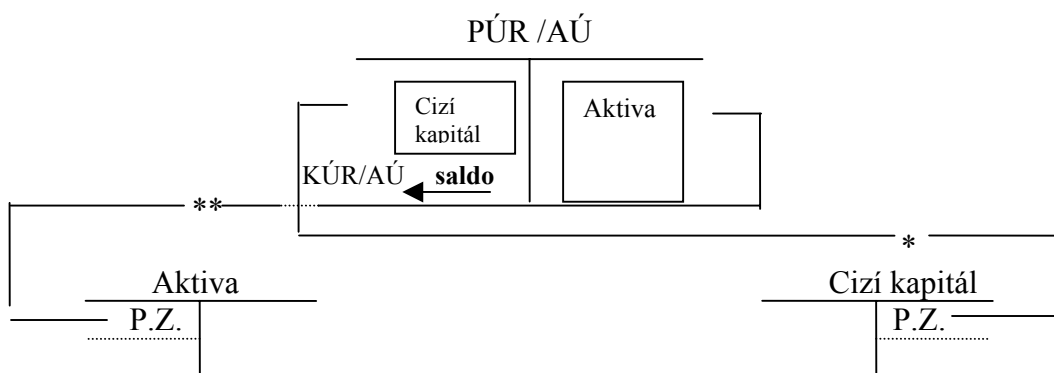 PÚR /AÚ
Cizí
kapitál
Aktiva
KÚR/AÚ saldo
**
*
Aktiva
Cizí kapitál
P.Z.
P.Z.